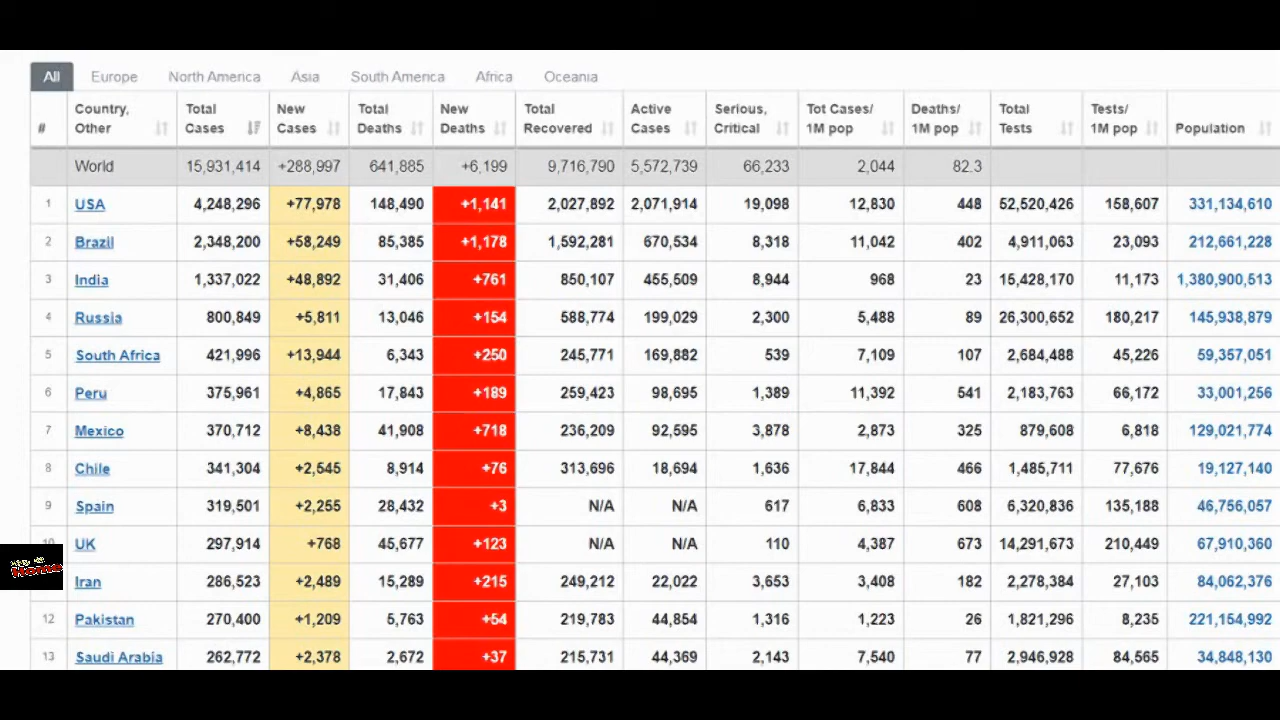 All Europe North America Asia South America Africa Oceania
# Country, Other Total Cases New Cases Total Deaths New Deaths Total Recovered Active Cases Serious, Critical Tot Cases/ 1M pop Deaths/ 1M pop Total Tests Tests/ 1M pop Population
World 15,931,414 +288,997 641,885 +6,199 9,716,790 5,572,739 66,233 2,044 82.3
1 USA 4,248,296 +77,978 148,490 +1,141 2,027,892 2,071,914 19,098 12,830 448 52,520,426 158,607 331,134,610
2 Brazil 2,348,200 +58,249 85,385 +1,178 1,592,281 670,534 8,318 11,042 402 4,911,063 23,093 212,661,228
3 India 1,337,022 +48,892 31,406 +761 850,107 455,509 8,944 968 23 15,428,170 11,173 1,380,900,513
4 Russia 800,849 +5,811 13,046 +154 588,774 199,029 2,300 5,488 89 26,300,652 180,217 145,938,879
5 South Africa 421,996 +13,944 6,343 +250 245,771 169,882 539 7,109 107 2,684,488 45,226 59,357,051
6 Peru 375,961 +4,865 17,843 +189 259,423 98,695 1,389 11,392 541 2,183,763 66,172 33,001,256
7 Mexico 370,712 +8,438 41,908 +718 236,209 92,595 3,878 2,873 325 879,608 6,818 129,021,774
8 Chile 341,304 +2,545 8,914 +76 313,696 18,694 1,636 17,844 466 1,485,711 77,676 19,127,140
9 Spain 319,501 +2,255 28,432 +3 N/A N/A 617 6,833 608 6,320,836 135,188 46,756,057
10 UK 297,914 +768 45,677 +123 N/A N/A 110 4,387 673 14,291,673 210,449 67,910,360
Iran 286,523 +2,489 15,289 +215 249,212 22,022 3,653 3,408 182 2,278,384 27,103 84,062,376
12 Pakistan 270,400 +1,209 5,763 +54 219,783 44,854 1,316 1,223 26 1,821,296 8,235 221,154,992
13 Saudi Arabia 262,772 +2,378 2,672 +37 215,731 44,369 2,143 7,540 77 2,946,928 84,565 34,848,130
Home